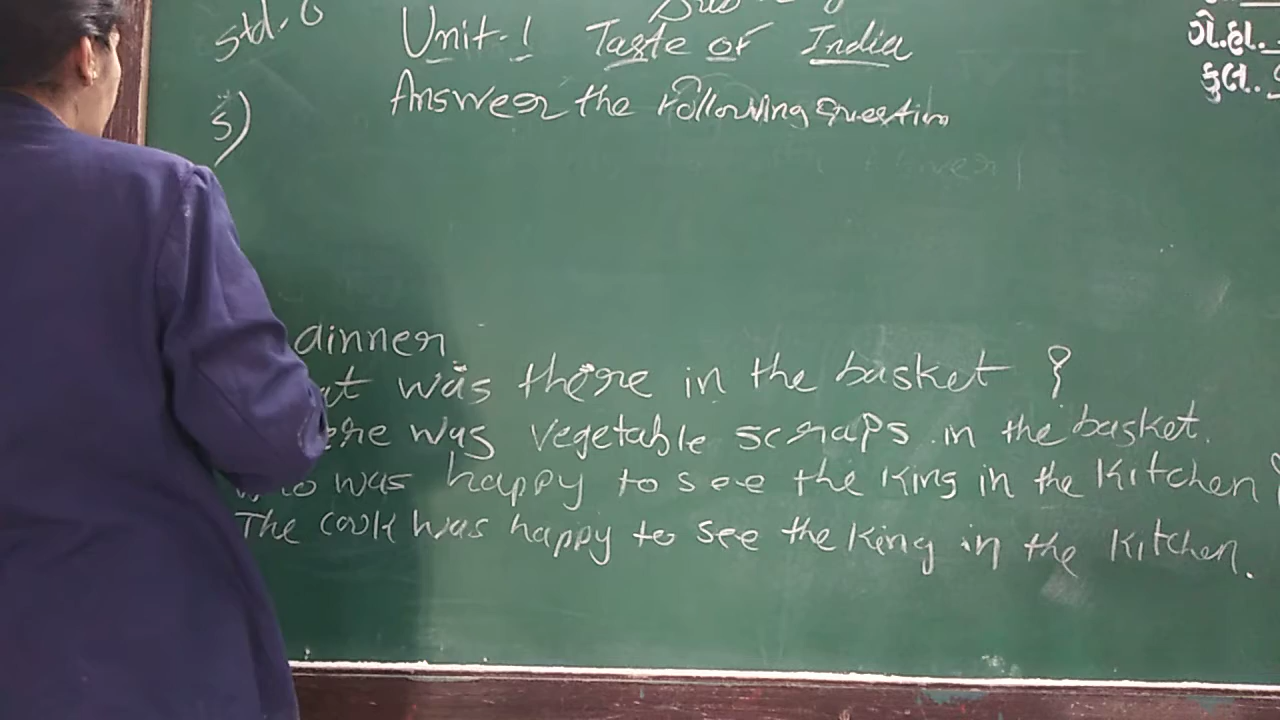 Std. 6
Unit-1 Taste of India
ગે.હા.
કુલ.
5)
Answer the Following Question
dinner
was there in the basket ?
was vegetable scraps in the basket.
Who was happy to see the King in the Kitchen ?
The cook was happy to see the King in the Kitchen.